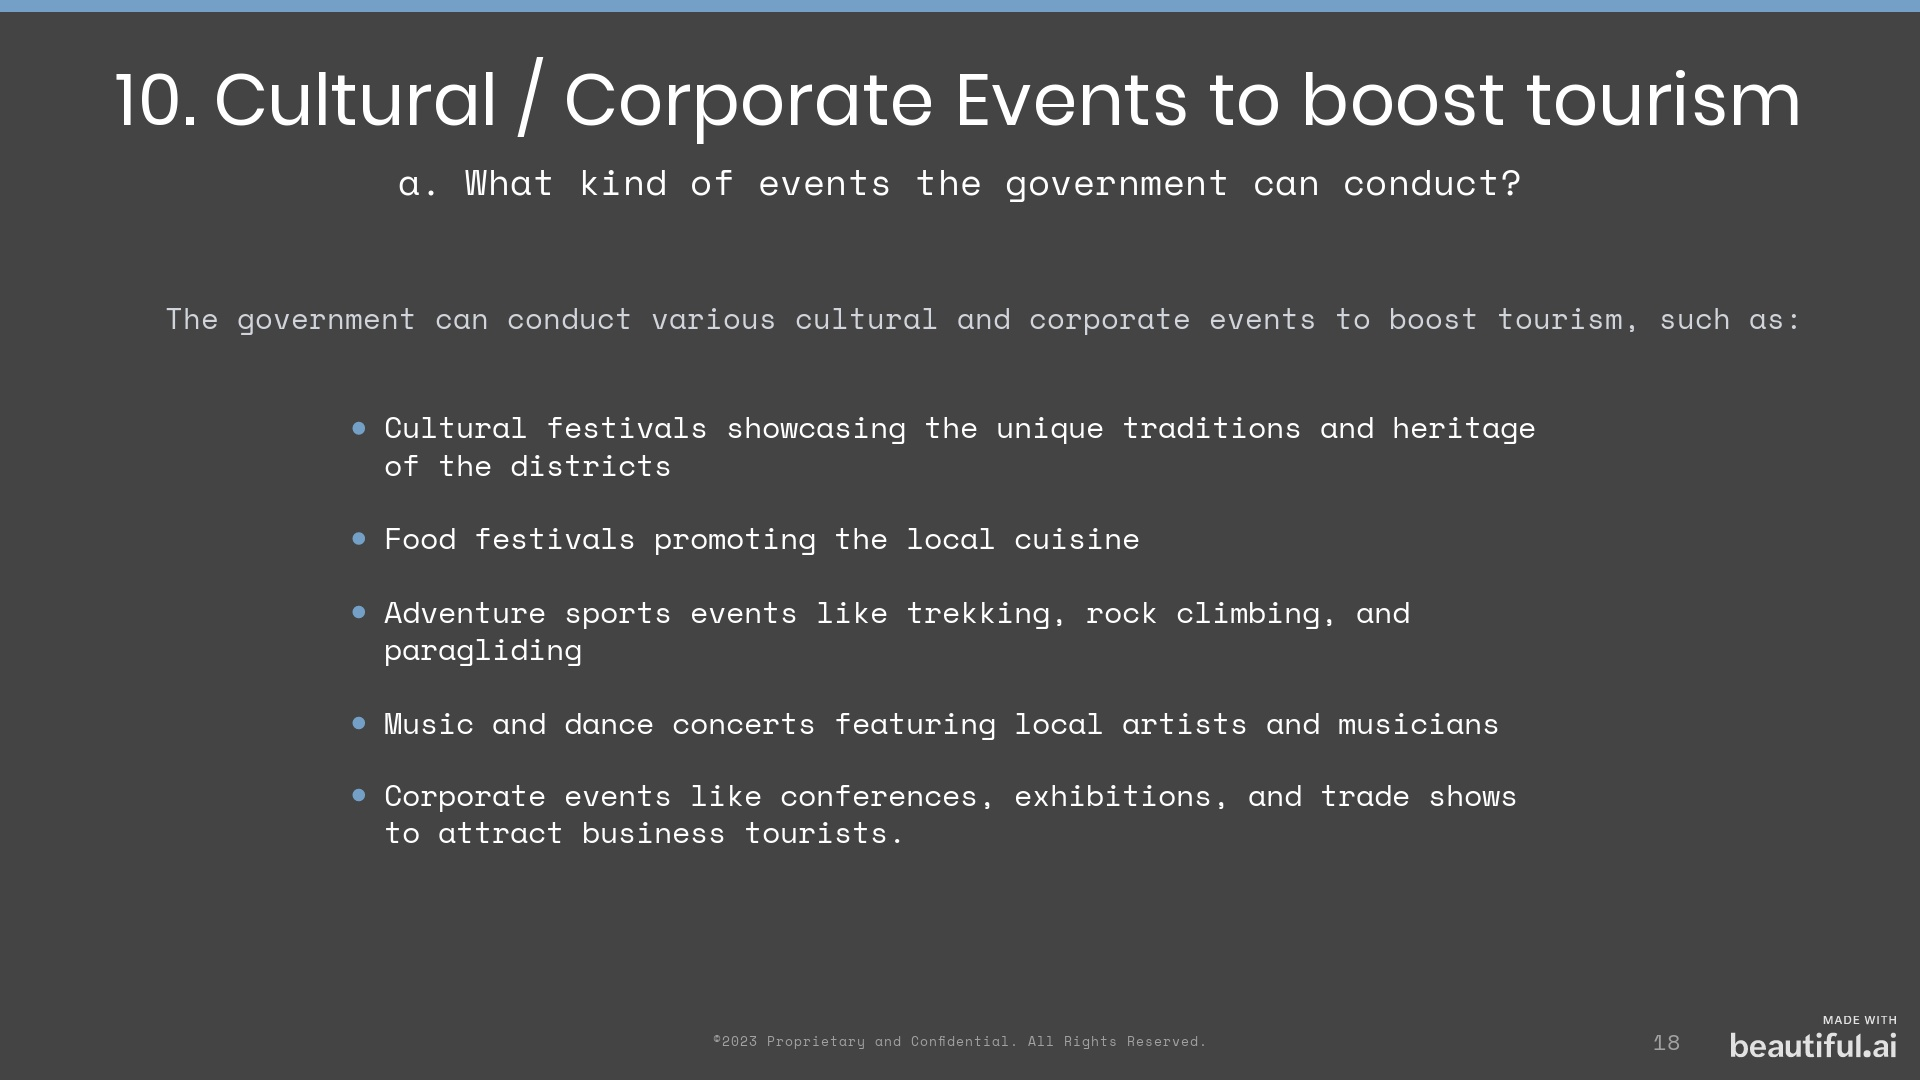 10. Cultural / Corporate Events to boost tourism
a. What kind of events the government can conduct?
The government can conduct various cultural and corporate events to boost tourism, such as:
• Cultural festivals showcasing the unique traditions and heritage
of the districts
• Food festivals promoting the local cuisine
• Adventure sports events like trekking, rock climbing, and
paragliding
• Music and dance concerts featuring local artists and musicians
• Corporate events like conferences, exhibitions, and trade shows
to attract business tourists.
©2023 Proprietary and Confidential. All Rights Reserved.
18
MADE WITH
beautiful.ai